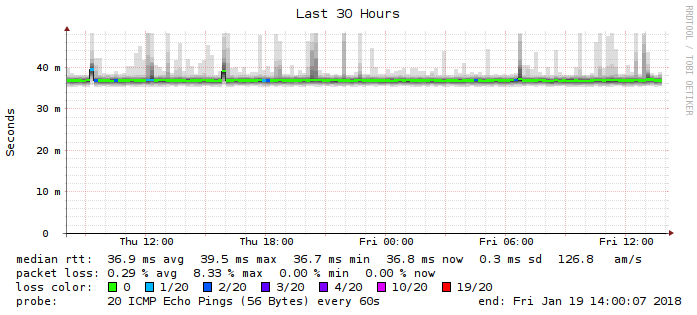 Last 30 Hours
RRDTOOL / TOBI OETIKER
Seconds
40 m
30 m
20 m
10 m
0
Thu 12:00 Thu 18:00 Fri 00:00 Fri 06:00 Fri 12:00
median rtt: 36.9 ms avg 39.5 ms max 36.7 ms min 36.8 ms now 0.3 ms sd 126.8 am/s
packet loss: 0.29 % avg 8.33 % max 0.00 % min 0.00 % now
loss color: 0 1/20 2/20 3/20 4/20 10/20 19/20
probe: 20 ICMP Echo Pings (56 Bytes) every 60s end: Fri Jan 19 14:00:07 2018